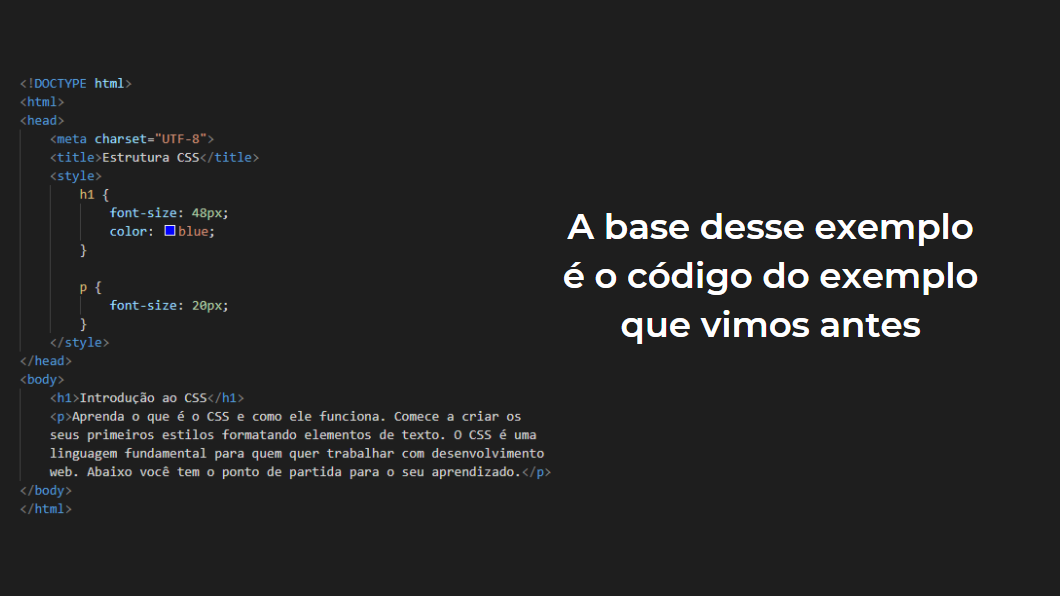 <!DOCTYPE html>
<html>
<head>
    <meta charset="UTF-8">
    <title>Estrutura CSS</title>
    <style>
        h1 {
            font-size: 48px;
            color: blue;
        }

        p {
            font-size: 20px;
        }
    </style>
</head>
<body>
    <h1>Introdução ao CSS</h1>
    <p>Aprenda o que é o CSS e como ele funciona. Comece a criar os
    seus primeiros estilos formatando elementos de texto. O CSS é uma
    linguagem fundamental para quem quer trabalhar com desenvolvimento
    web. Abaixo você tem o ponto de partida para o seu aprendizado.</p>
</body>
</html>
A base desse exemplo
é o código do exemplo
que vimos antes